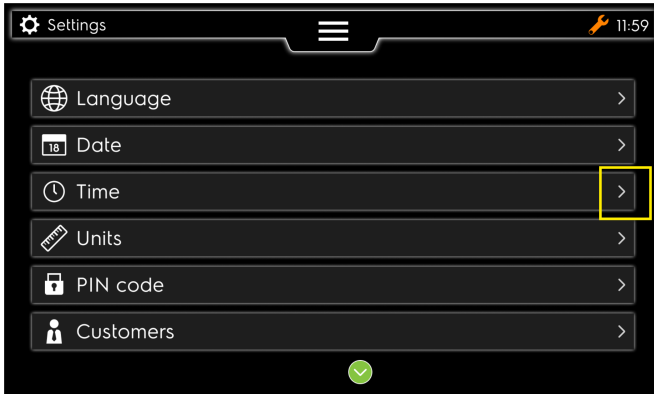 Settings 11:59
Language
18 Date
Time
Units
PIN code
Customers